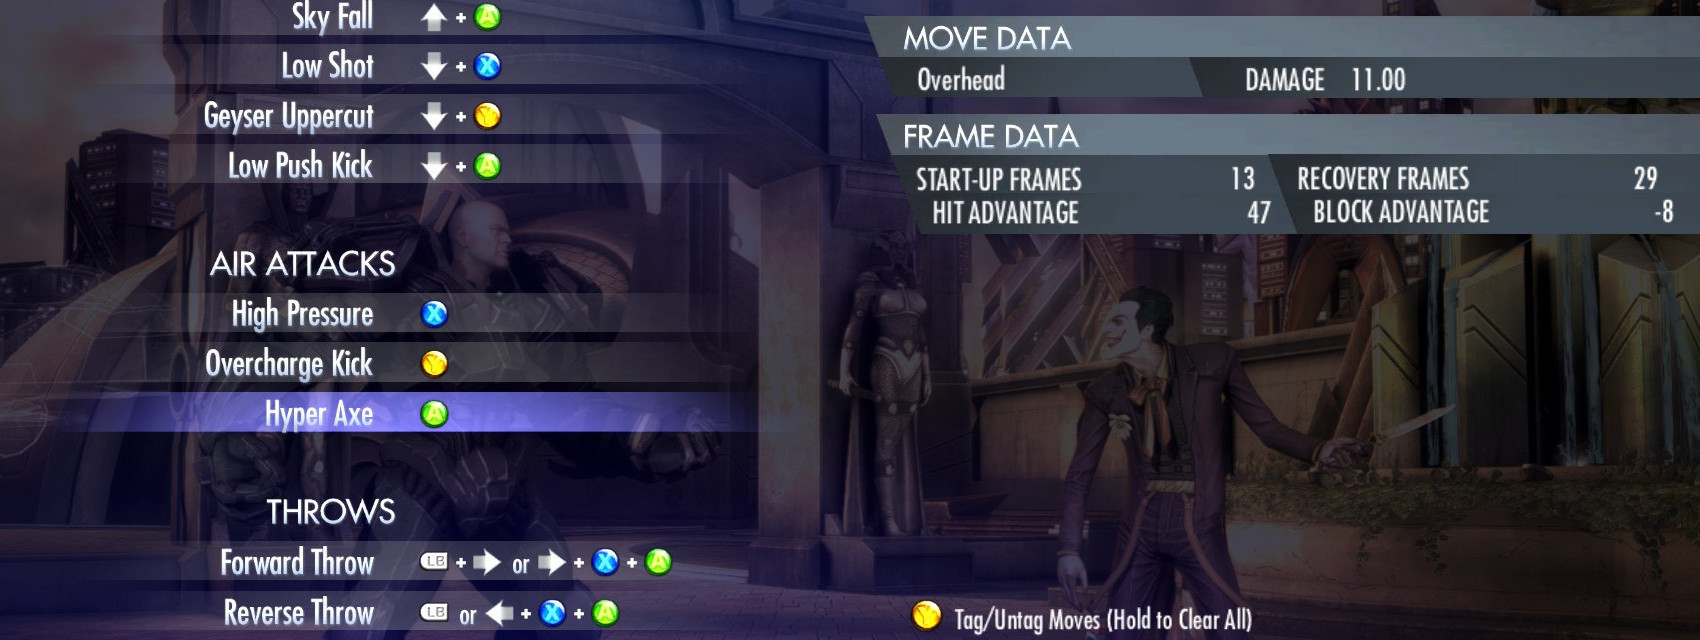 Sky Fall + A
Low Shot + X
Geyser Uppercut + Y
Low Push Kick + A
AIR ATTACKS
High Pressure X
Overcharge Kick Y
Hyper Axe A
THROWS
Forward Throw LB + or + X + A
Reverse Throw LB or + X + A
MOVE DATA
Overhead DAMAGE 11.00
FRAME DATA
START-UP FRAMES 13 RECOVERY FRAMES 29
HIT ADVANTAGE 47 BLOCK ADVANTAGE -8
Y Tag/Untag Moves (Hold to Clear All)